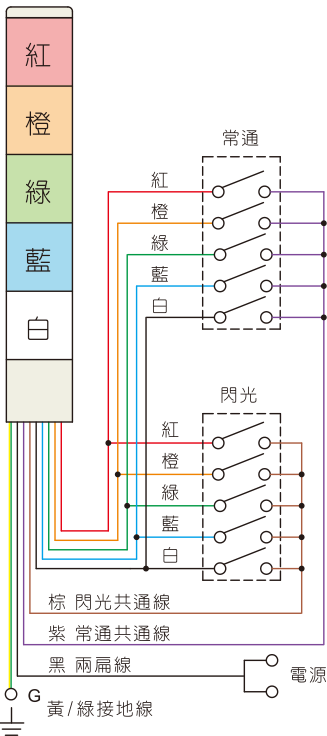 紅
橙
綠
藍
白
常通
紅
橙
綠
藍
白
閃光
紅
橙
綠
藍
白
棕 閃光共通線
紫 常通共通線
黑 兩扁線
電源
G
黃/綠接地線